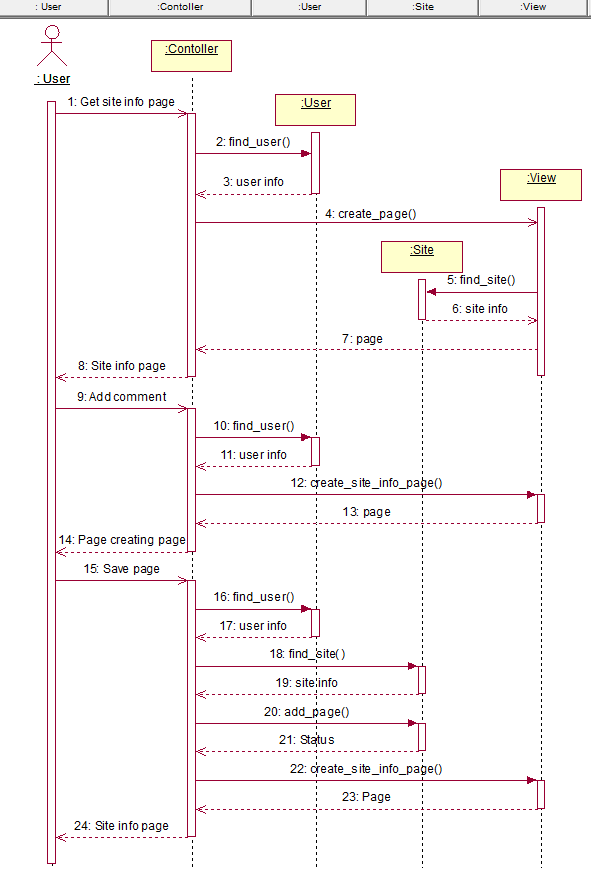 : User :Contoller :User :Site :View
: User
:Contoller
:User
:View
:Site
1: Get site info page
2: find_user()
3: user info
4: create_page()
5: find_site()
6: site info
7: page
8: Site info page
9: Add comment
10: find_user()
11: user info
12: create_site_info_page()
13: page
14: Page creating page
15: Save page
16: find_user()
17: user info
18: find_site()
19: site info
20: add_page()
21: Status
22: create_site_info_page()
23: Page
24: Site info page